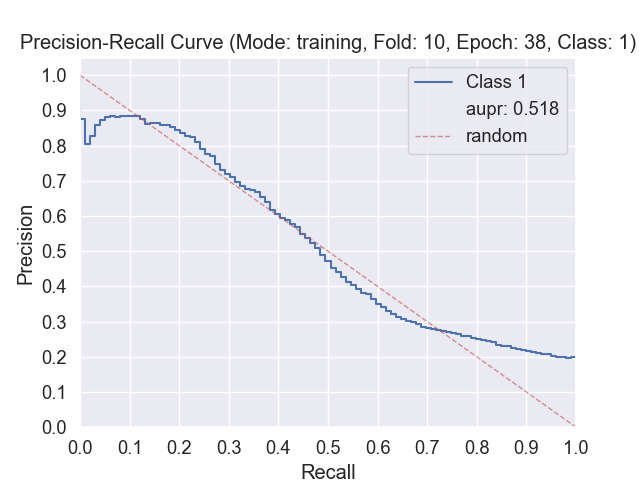 Precision-Recall Curve (Mode: training, Fold: 10, Epoch: 38, Class: 1)
1.0
0.9
0.8
0.7
0.6
0.5
0.4
0.3
0.2
0.1
0.0
Precision
Class 1
aupr: 0.518
random
0.0 0.1 0.2 0.3 0.4 0.5 0.6 0.7 0.8 0.9 1.0
Recall